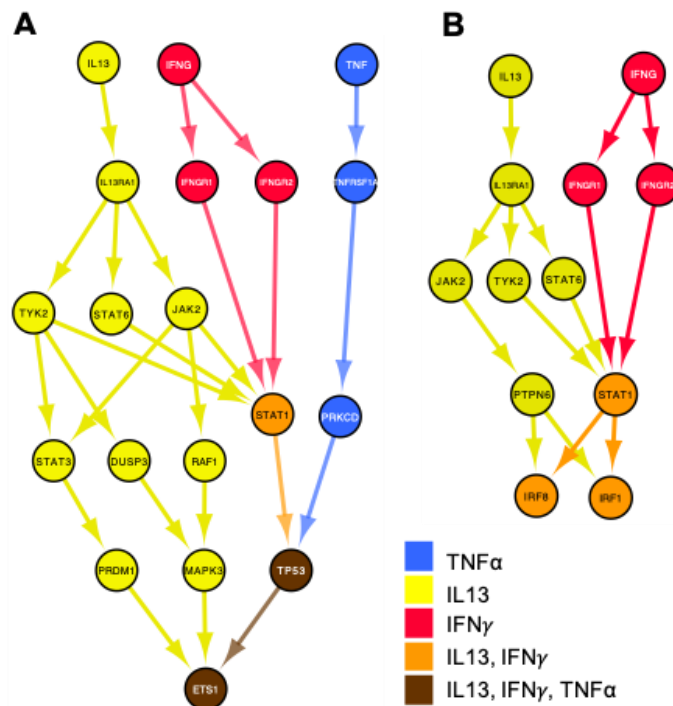 A
IL13
IFNG
TNF
IL13RA1
IFNGR1
IFNGR2
TNFRSF1A
TYK2
STAT6
JAK2
STAT1
PRKCD
STAT3
DUSP3
RAF1
PRDM1
MAPK3
TP53
ETS1
B
IL13
IFNG
IL13RA1
IFNGR1
IFNGR2
JAK2
TYK2
STAT6
PTPN6
STAT1
IRF8
IRF1
TNFα
IL13
IFNγ
IL13, IFNγ
IL13, IFNγ, TNFα